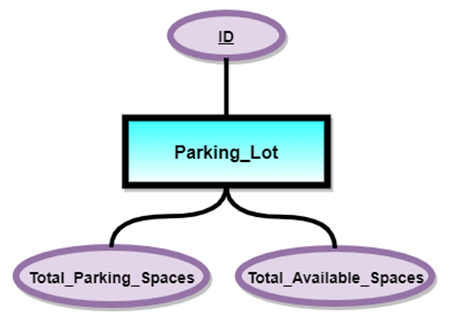 ID
Parking_Lot
Total_Parking_Spaces
Total_Available_Spaces